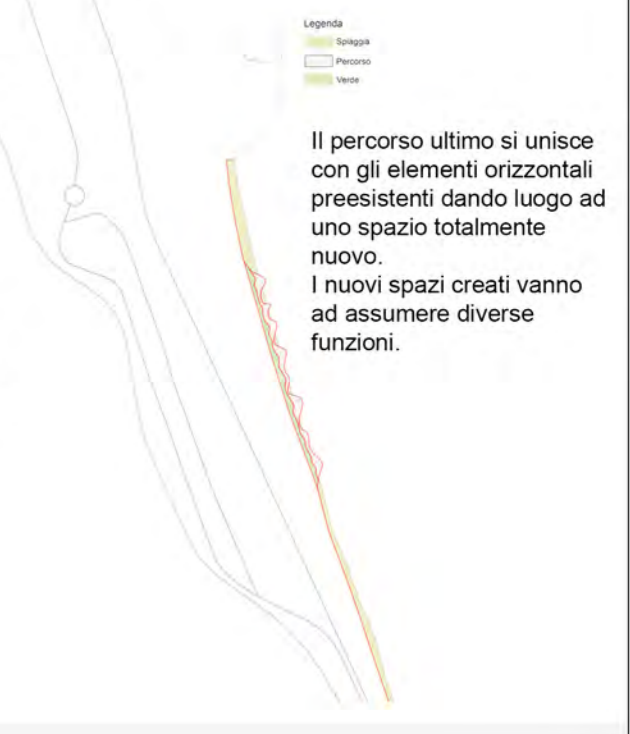 Legenda
Spiaggia
Percorso
Verde
Il percorso ultimo si unisce
con gli elementi orizzontali
preesistenti dando luogo ad
uno spazio totalmente
nuovo.
I nuovi spazi creati vanno
ad assumere diverse
funzioni.